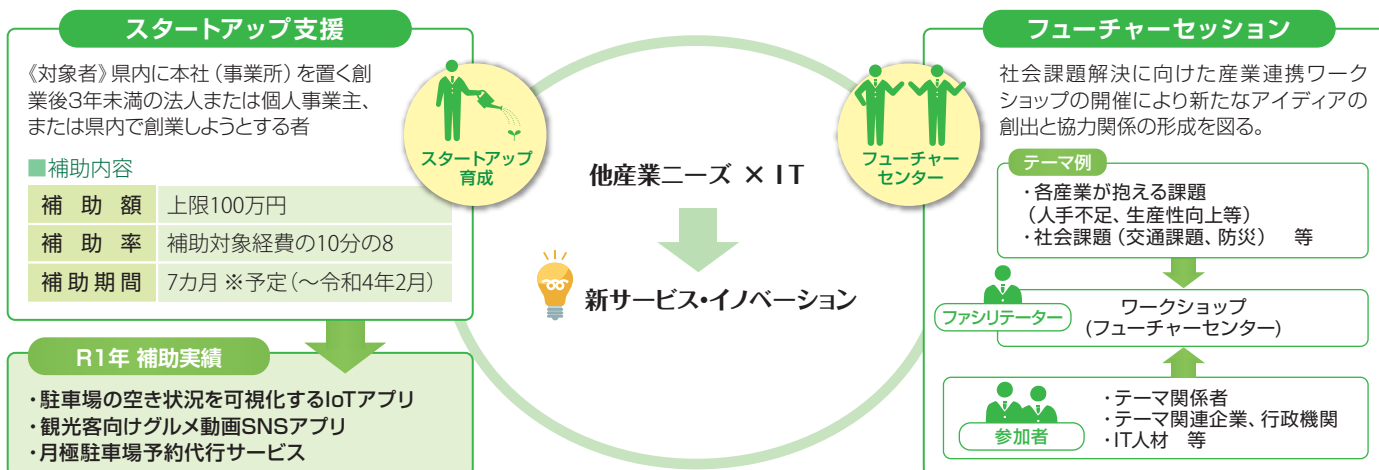 スタートアップ支援
《対象者》県内に本社(事業所)を置く創
業後3年未満の法人または個人事業主、
または県内で創業しようとする者
■補助内容
補助額 上限100万円
補助率 補助対象経費の10分の8
補助期間 7カ月 ※予定(〜令和4年2月)
R1年 補助実績
・駐車場の空き状況を可視化するIoTアプリ
・観光客向けグルメ動画SNSアプリ
・月極駐車場予約代行サービス
スタートアップ
育成
他産業ニーズ × IT
新サービス・イノベーション
フューチャー
センター
フューチャーセッション
社会課題解決に向けた産業連携ワーク
ショップの開催により新たなアイディアの
創出と協力関係の形成を図る。
テーマ例
・各産業が抱える課題
(人手不足、生産性向上等)
・社会課題(交通課題、防災) 等
ファシリテーター
ワークショップ
(フューチャーセンター)
参加者
・テーマ関係者
・テーマ関連企業、行政機関
・IT人材 等